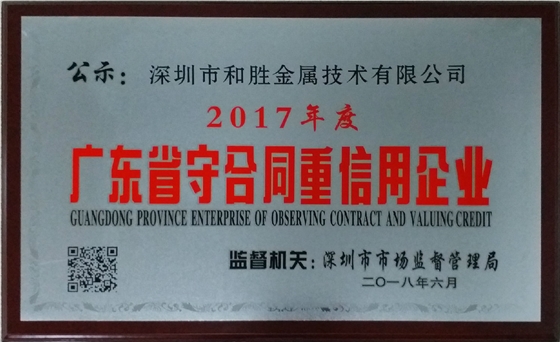 公示：深圳市和胜金属技术有限公司
2017年度
广东省守合同重信用企业
GUANGDONG PROVINCE ENTERPRISE OF OBSERVING CONTRACT AND VALUING CREDIT
监督机关：深圳市市场监督管理局
二〇一八年六月